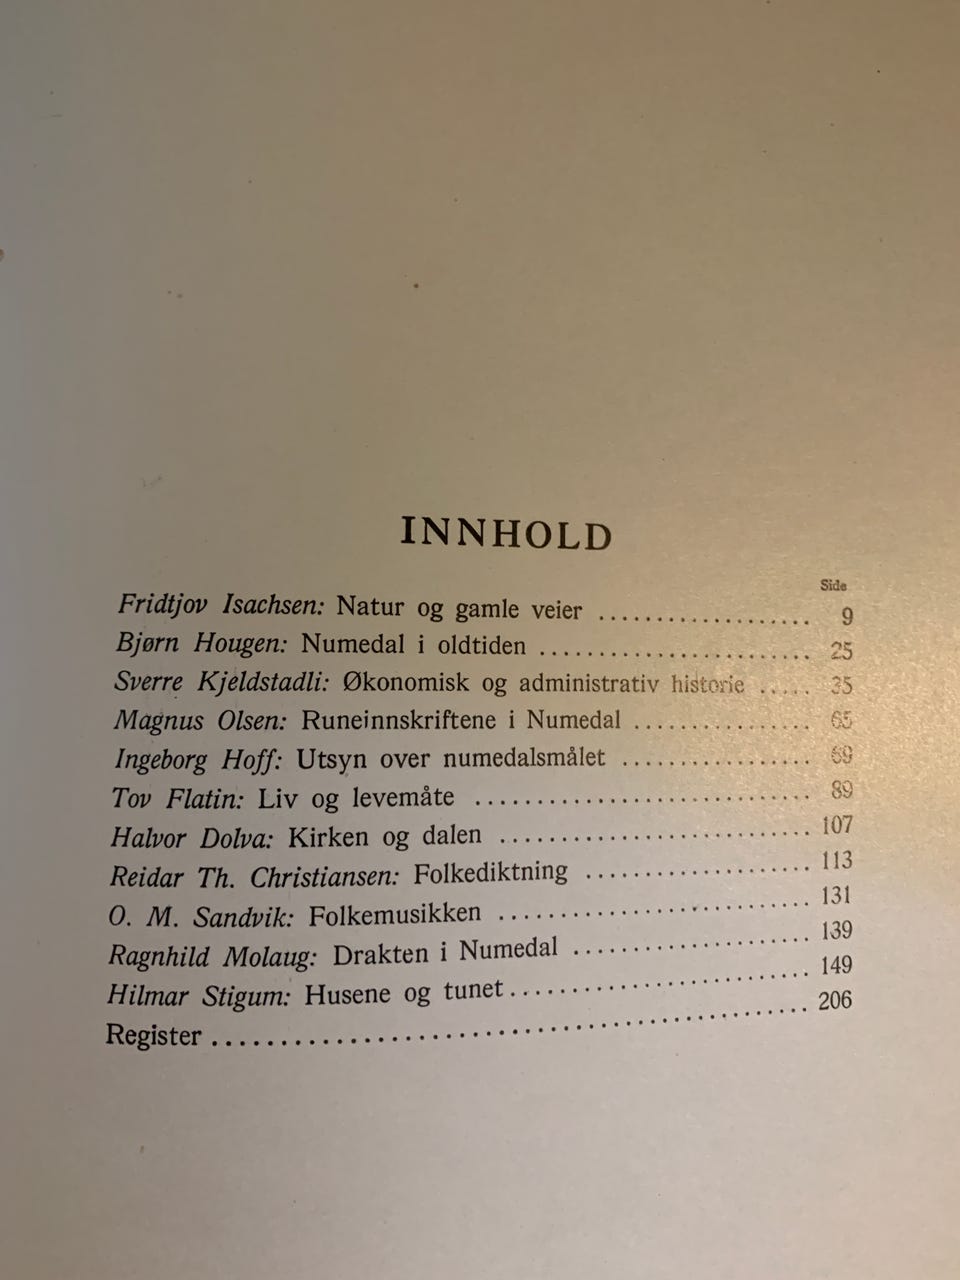 INNHOLD
Side
Fridtjov Isachsen: Natur og gamle veier ................... 9
Bjørn Hougen: Numedal i oldtiden ........................ 25
Sverre Kjeldstadli: Økonomisk og administrativ historie ..... 35
Magnus Olsen: Runeinnskriftene i Numedal ................ 65
Ingeborg Hoff: Utsyn over numedalsmålet ................. 69
Tov Flatin: Liv og levemåte .............................. 89
Halvor Dolva: Kirken og dalen ............................ 107
Reidar Th. Christiansen: Folkediktning .................... 113
O. M. Sandvik: Folkemusikken ............................ 131
Ragnhild Molaug: Drakten i Numedal ..................... 139
Hilmar Stigum: Husene og tunet .......................... 149
Register ................................................ 206